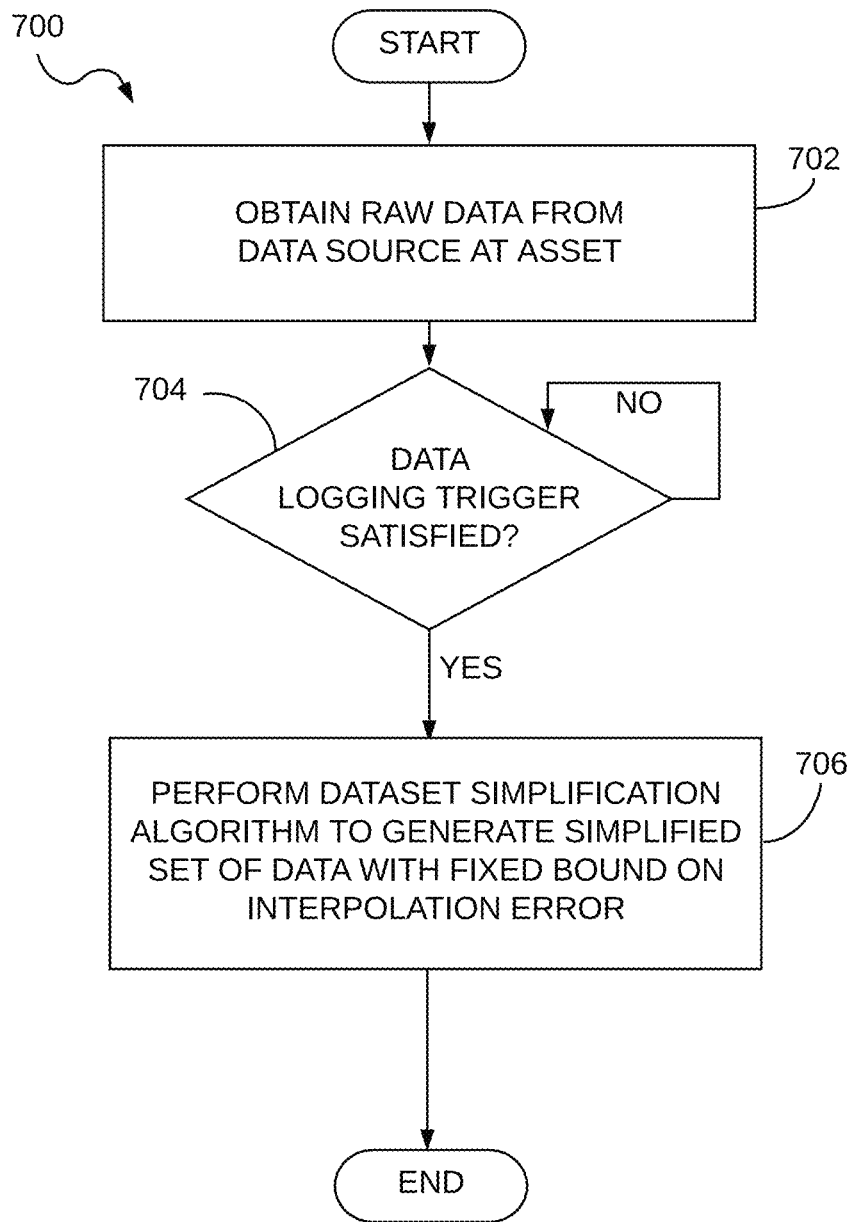 700
START
702
OBTAIN RAW DATA FROM
DATA SOURCE AT ASSET
704
NO
DATA
LOGGING TRIGGER
SATISFIED?
YES
706
PERFORM DATASET SIMPLIFICATION
ALGORITHM TO GENERATE SIMPLIFIED
SET OF DATA WITH FIXED BOUND ON
INTERPOLATION ERROR
END